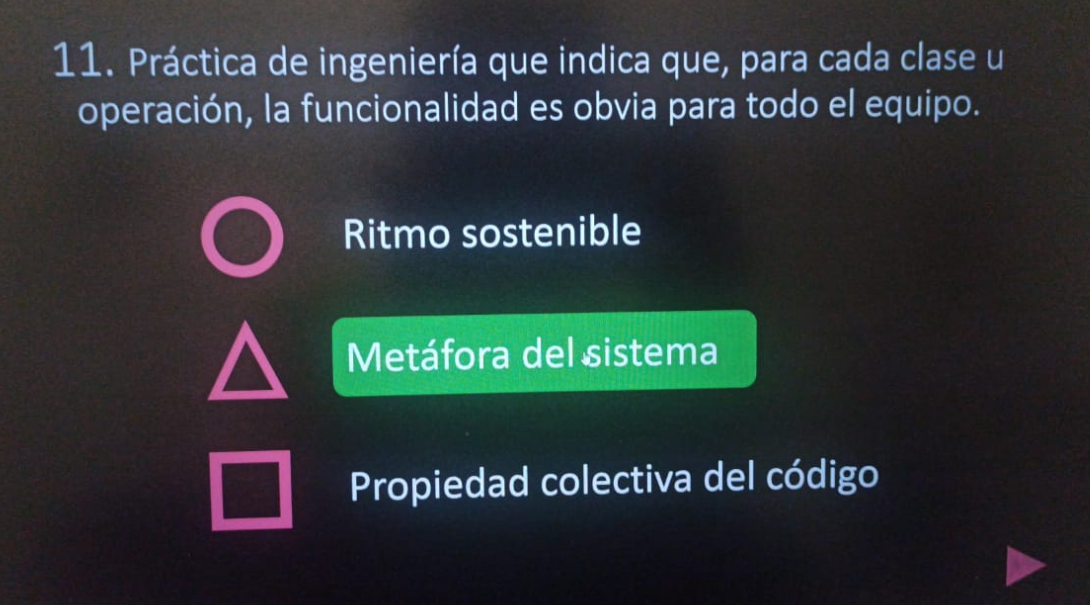 11. Práctica de ingeniería que indica que, para cada clase u
operación, la funcionalidad es obvia para todo el equipo.
Ritmo sostenible
Metáfora del sistema
Propiedad colectiva del código